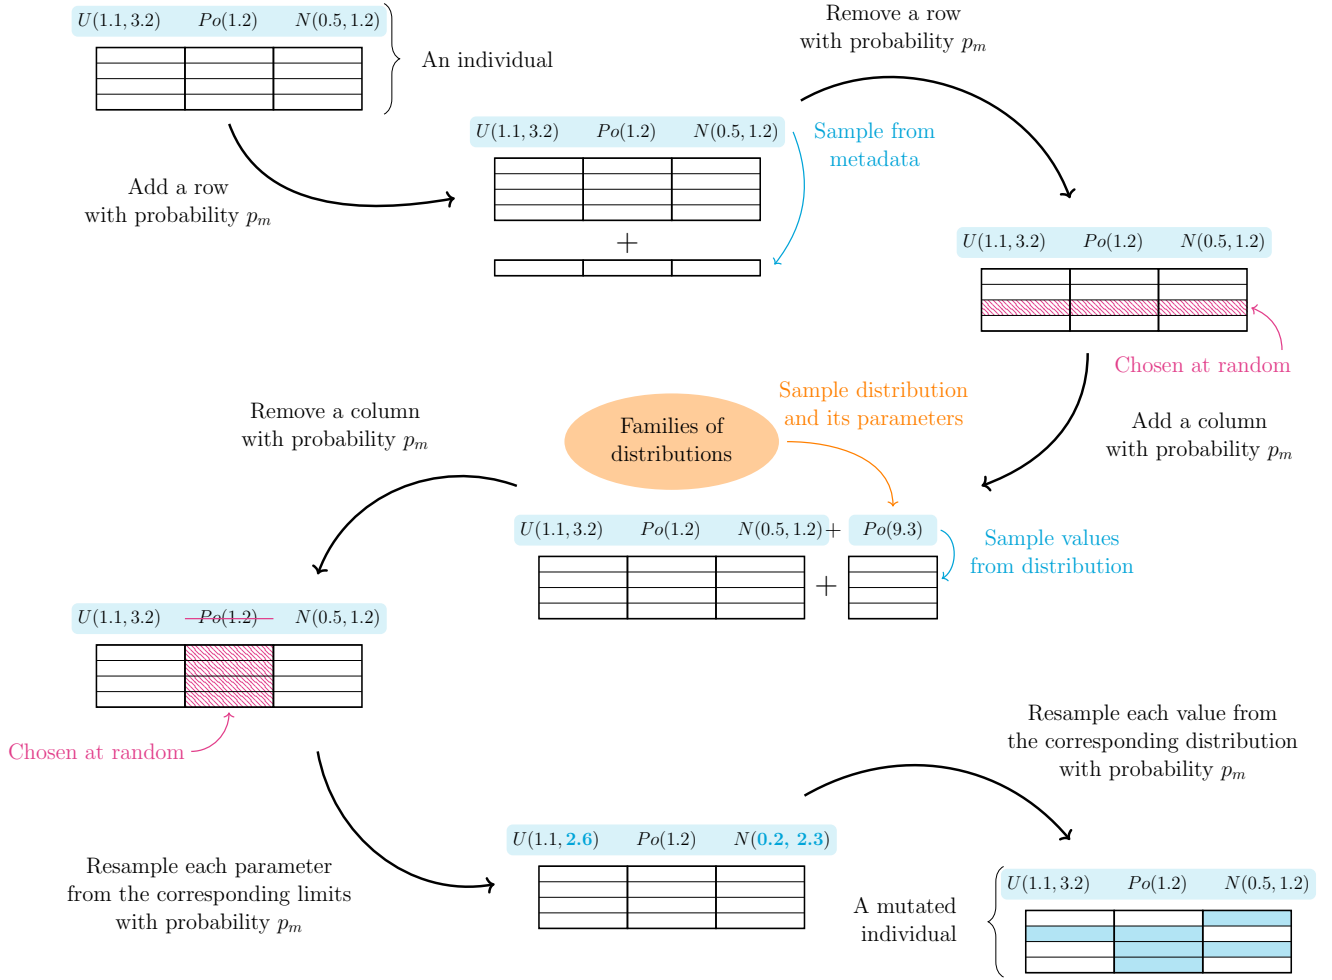 U(1.1, 3.2) Po(1.2) N(0.5, 1.2)
An individual
Add a row
with probability p_m
U(1.1, 3.2) Po(1.2) N(0.5, 1.2)
+
Sample from
metadata
Remove a row
with probability p_m
U(1.1, 3.2) Po(1.2) N(0.5, 1.2)
Chosen at random
Add a column
with probability p_m
Families of
distributions
Sample distribution
and its parameters
U(1.1, 3.2) Po(1.2) N(0.5, 1.2) + Po(9.3)
+
Sample values
from distribution
Remove a column
with probability p_m
U(1.1, 3.2) Po(1.2) N(0.5, 1.2)
Chosen at random
Resample each parameter
from the corresponding limits
with probability p_m
U(1.1, 2.6) Po(1.2) N(0.2, 2.3)
Resample each value from
the corresponding distribution
with probability p_m
U(1.1, 3.2) Po(1.2) N(0.5, 1.2)
A mutated
individual